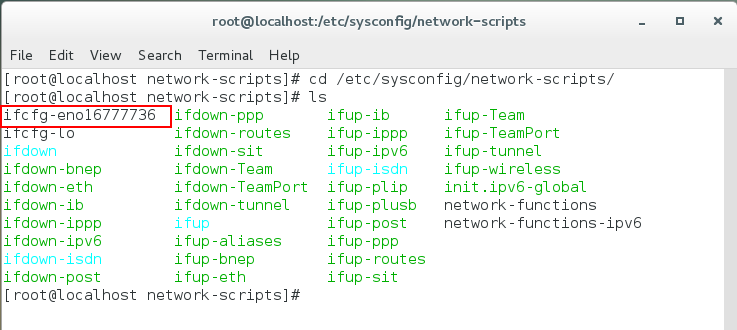 root@localhost:/etc/sysconfig/network-scripts
File Edit View Search Terminal Help
[root@localhost network-scripts]# cd /etc/sysconfig/network-scripts/
[root@localhost network-scripts]# ls
ifcfg-eno16777736 ifdown-ppp ifup-ib ifup-Team
ifcfg-lo ifdown-routes ifup-ippp ifup-TeamPort
ifdown ifdown-sit ifup-ipv6 ifup-tunnel
ifdown-bnep ifdown-Team ifup-isdn ifup-wireless
ifdown-eth ifdown-TeamPort ifup-plip init.ipv6-global
ifdown-ib ifdown-tunnel ifup-plusb network-functions
ifdown-ippp ifup ifup-post network-functions-ipv6
ifdown-ipv6 ifup-aliases ifup-ppp
ifdown-isdn ifup-bnep ifup-routes
ifdown-post ifup-eth ifup-sit
[root@localhost network-scripts]#